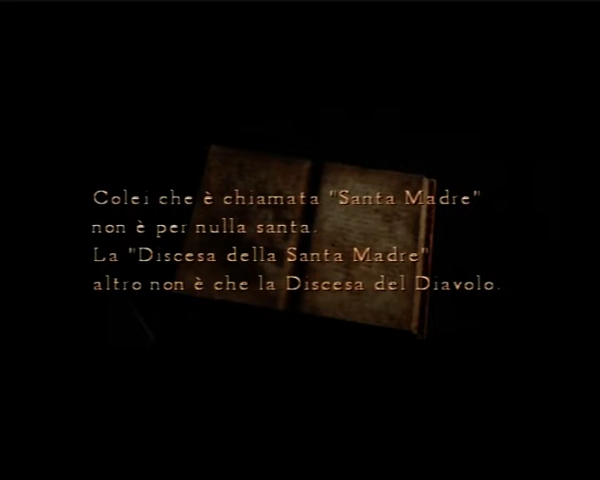 Colei che è chiamata "Santa Madre"
non è per nulla santa.
La "Discesa della Santa Madre"
altro non è che la Discesa del Diavolo.